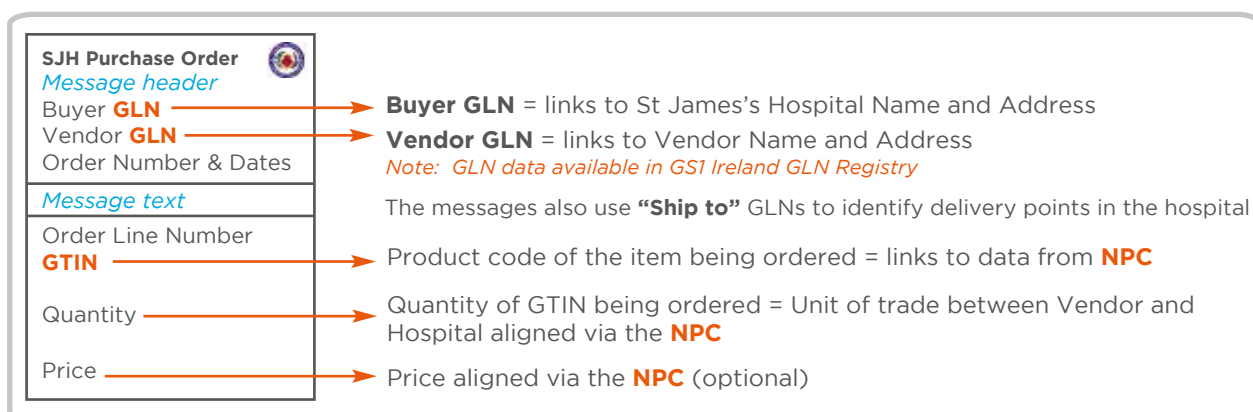 SJH Purchase Order
Message header
Buyer GLN
Vendor GLN
Order Number & Dates
Message text
Order Line Number
GTIN
Quantity
Price
Buyer GLN = links to St James’s Hospital Name and Address
Vendor GLN = links to Vendor Name and Address
Note: GLN data available in GS1 Ireland GLN Registry
The messages also use “Ship to” GLNs to identify delivery points in the hospital
Product code of the item being ordered = links to data from NPC
Quantity of GTIN being ordered = Unit of trade between Vendor and
Hospital aligned via the NPC
Price aligned via the NPC (optional)